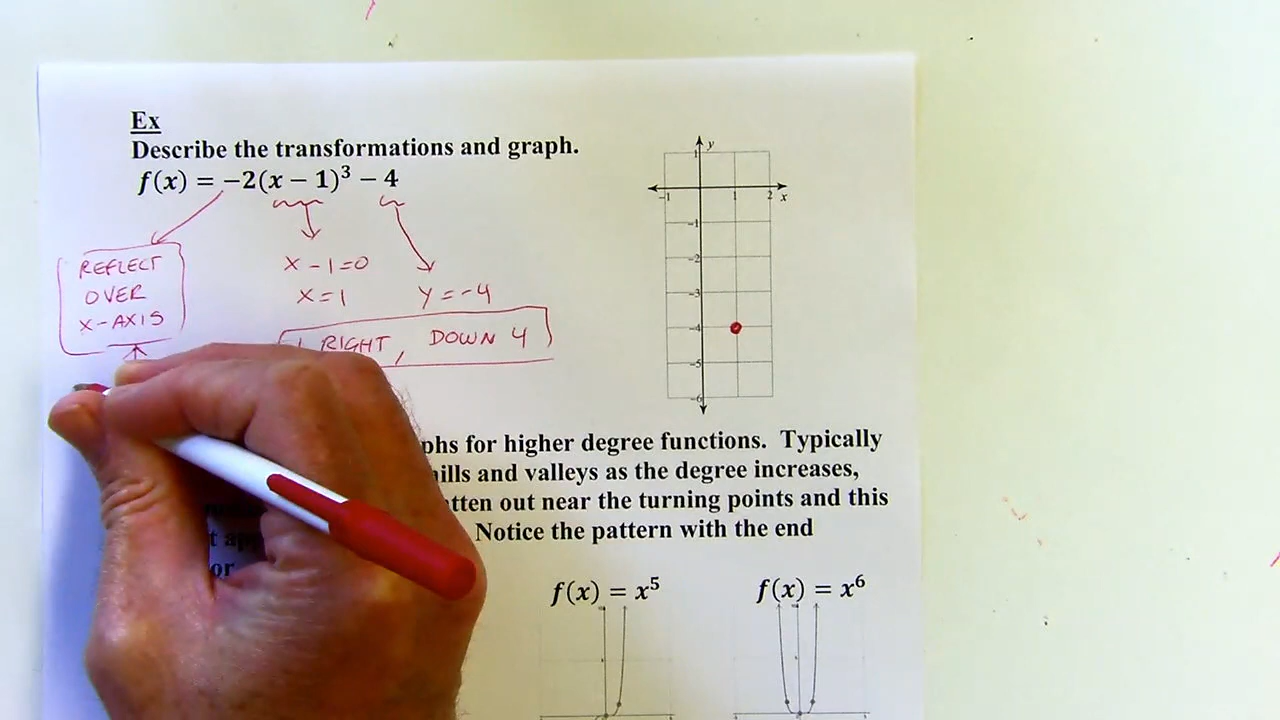 Ex
Describe the transformations and graph.
f(x) = −2(x − 1)³ − 4
REFLECT
OVER
X-AXIS
X - 1 = 0
X = 1
Y = -4
RIGHT, DOWN 4
y
1
-1
1
2
x
-1
-2
-3
-4
-5
-6
phs for higher degree functions. Typically
ills and valleys as the degree increases,
tten out near the turning points and this
Notice the pattern with the end
or
f(x) = x⁵
f(x) = x⁶